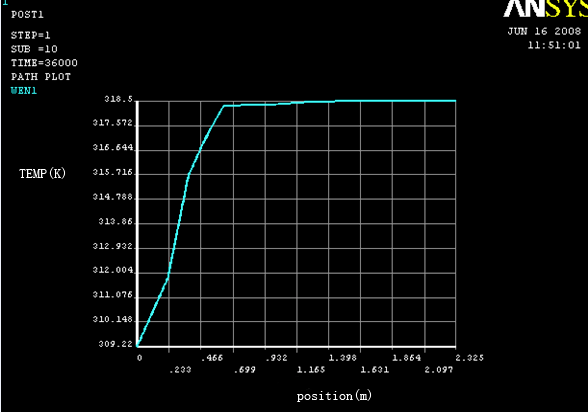 1
ANSYS
POST1
JUN 16 2008
11:51:01
STEP=1
SUB =10
TIME=36000
PATH PLOT
WEN1
318.5
317.572
316.644
315.716
314.788
313.86
312.932
312.004
311.076
310.148
309.22
TEMP(K)
0
.233
.466
.699
.932
1.165
1.398
1.631
1.864
2.097
2.325
position(m)